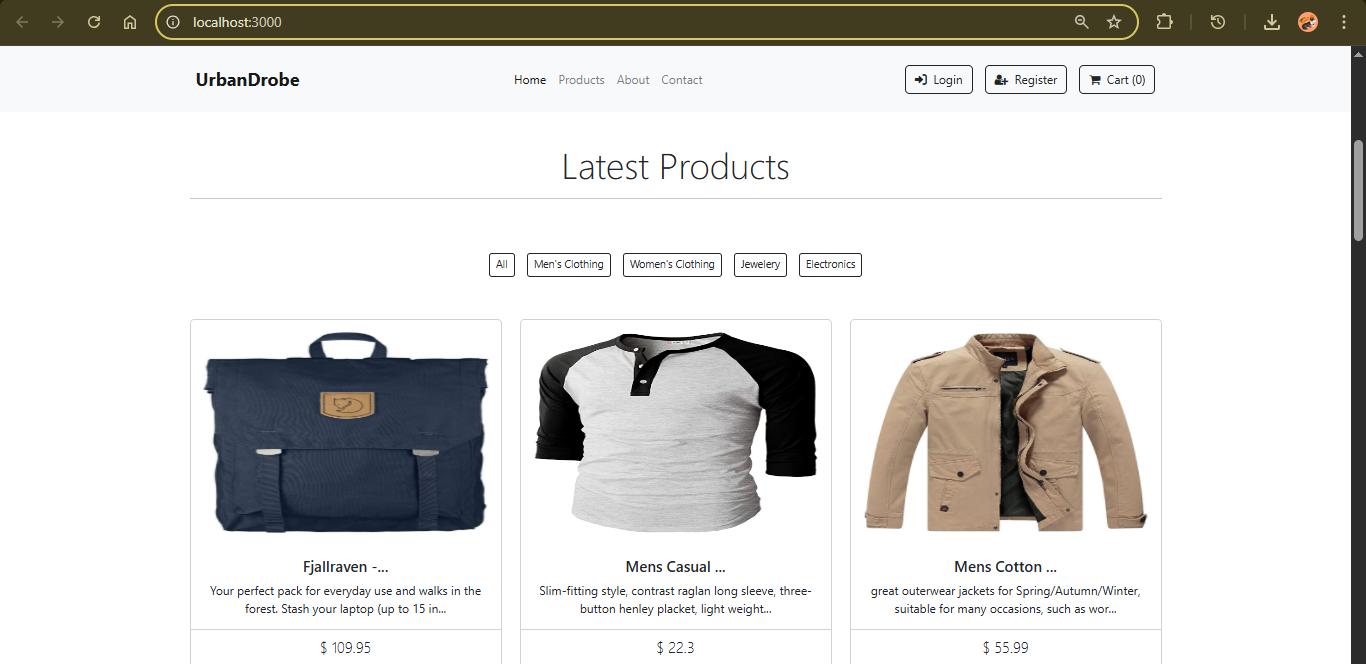 localhost:3000
UrbanDrobe
Home Products About Contact
Login Register Cart (0)
Latest Products
All Men's Clothing Women's Clothing Jewelery Electronics
Fjallraven -...
Your perfect pack for everyday use and walks in the
forest. Stash your laptop (up to 15 in...
$ 109.95
Mens Casual ...
Slim-fitting style, contrast raglan long sleeve, three-
button henley placket, light weight...
$ 22.3
Mens Cotton ...
great outerwear jackets for Spring/Autumn/Winter,
suitable for many occasions, such as wor...
$ 55.99